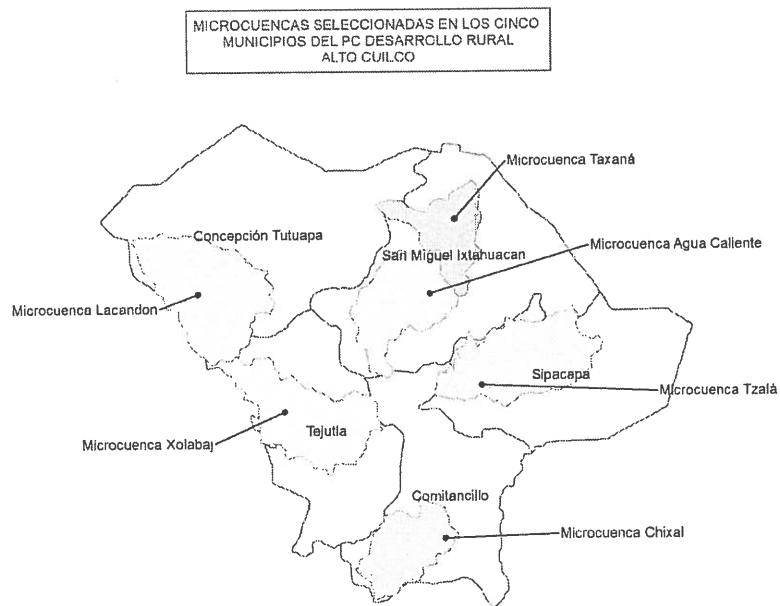 MICROCUENCAS SELECCIONADAS EN LOS CINCO
MUNICIPIOS DEL PC DESARROLLO RURAL
ALTO CUILCO
Microcuenca Taxaná
Concepción Tutuapa
Microcuenca Agua Caliente
San Miguel Ixtahuacan
Microcuenca Lacandon
Sipacapa
Microcuenca Tzalá
Tejutla
Microcuenca Xolabaj
Comitancillo
Microcuenca Chixal